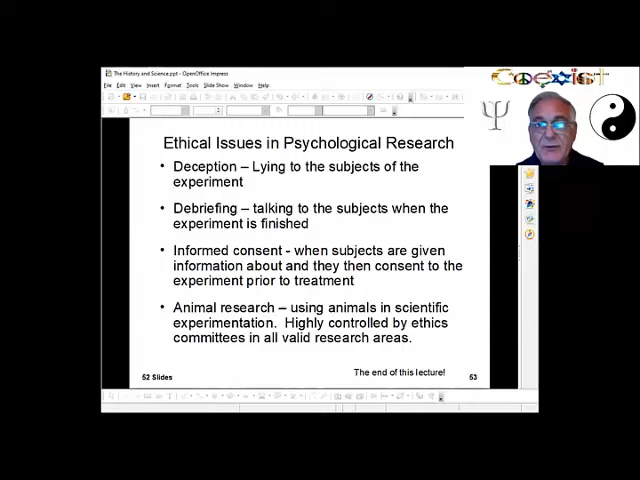 The History and Science.ppt - OpenOffice Impress
File Edit View Insert Format Tools Slide Show Window Help
Coexist
Ethical Issues in Psychological Research
• Deception – Lying to the subjects of the
experiment
• Debriefing – talking to the subjects when the
experiment is finished
• Informed consent - when subjects are given
information about and they then consent to the
experiment prior to treatment
• Animal research – using animals in scientific
experimentation. Highly controlled by ethics
committees in all valid research areas.
The end of this lecture!
52 Slides
53